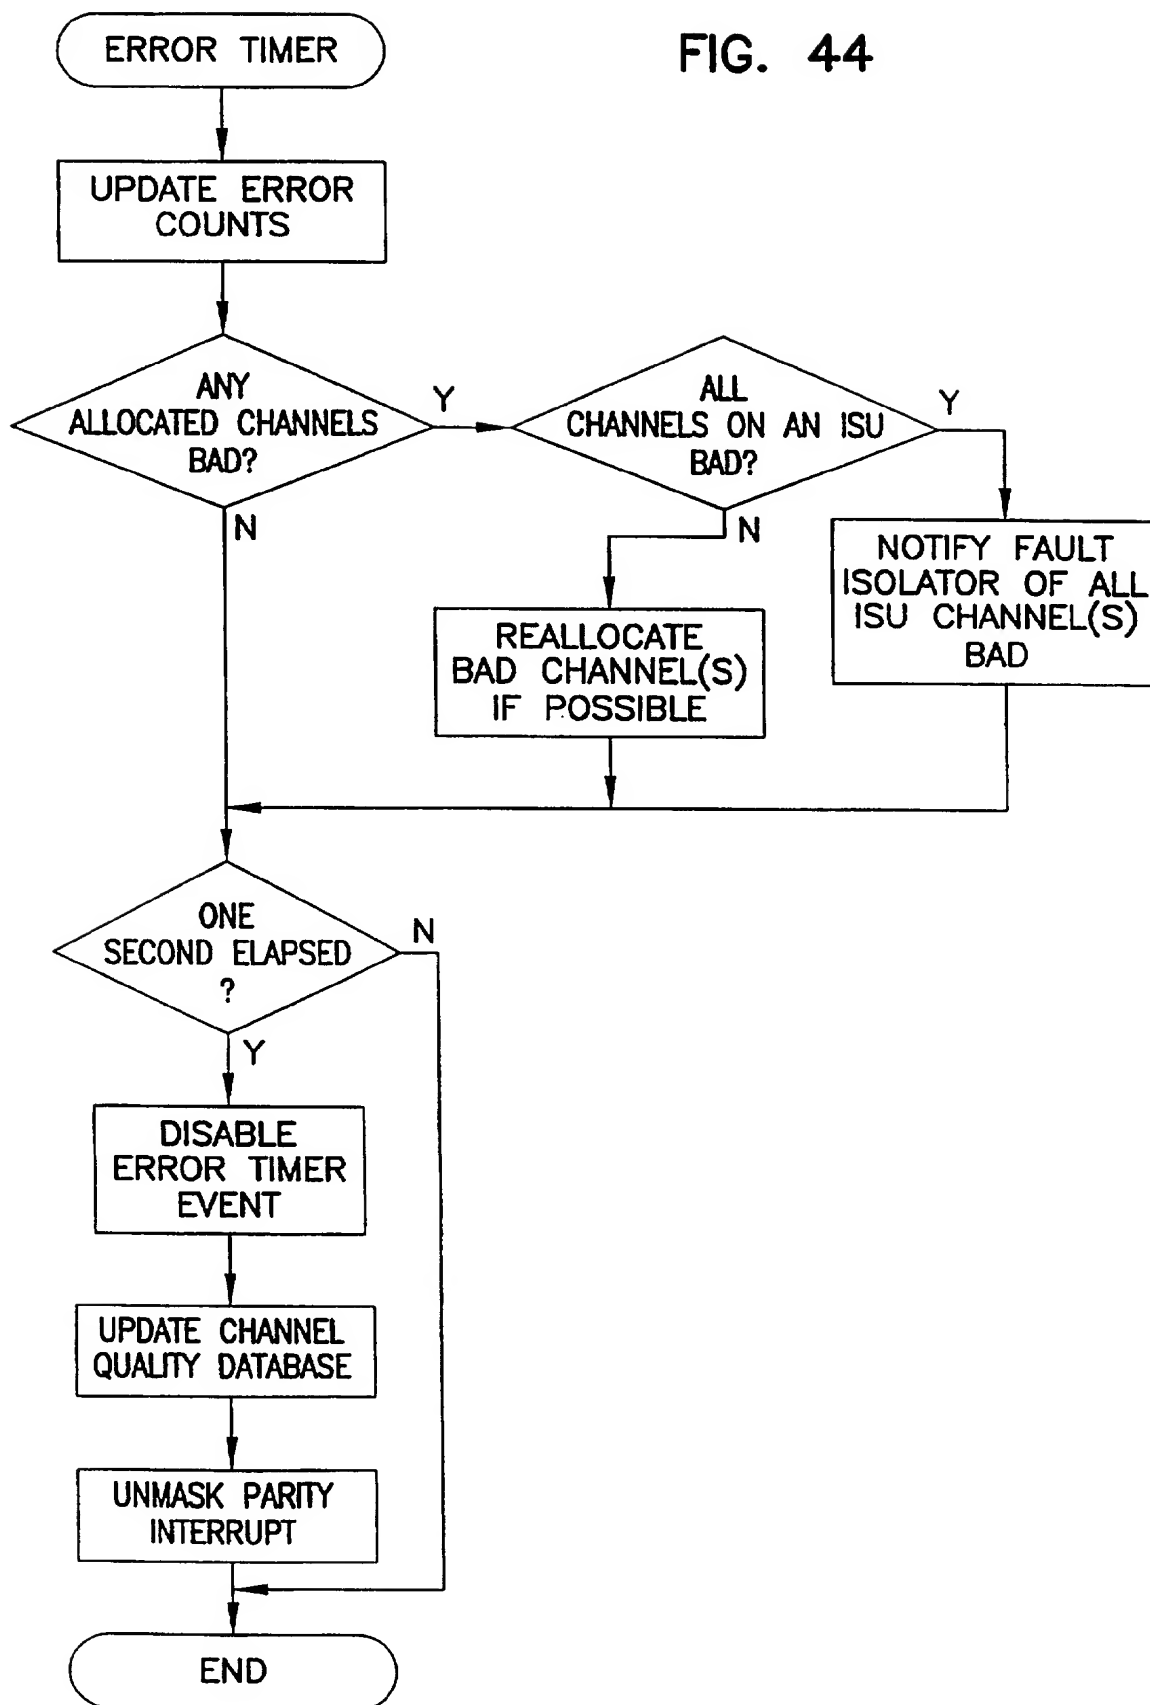 FIG. 44
ERROR TIMER
UPDATE ERROR
COUNTS
ANY
ALLOCATED CHANNELS
BAD?
Y
N
ALL
CHANNELS ON AN ISU
BAD?
Y
N
NOTIFY FAULT
ISOLATOR OF ALL
ISU CHANNEL(S)
BAD
REALLOCATE
BAD CHANNEL(S)
IF POSSIBLE
ONE
SECOND ELAPSED
?
N
Y
DISABLE
ERROR TIMER
EVENT
UPDATE CHANNEL
QUALITY DATABASE
UNMASK PARITY
INTERRUPT
END